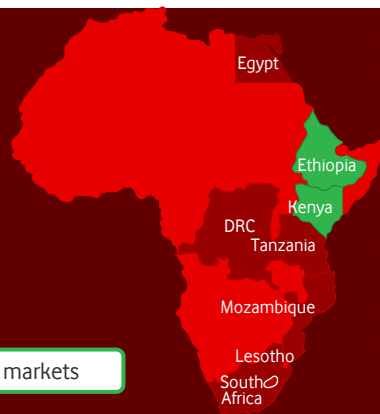 Egypt
Ethiopia
Kenya
DRC
Tanzania
Mozambique
Lesotho
South
Africa
markets